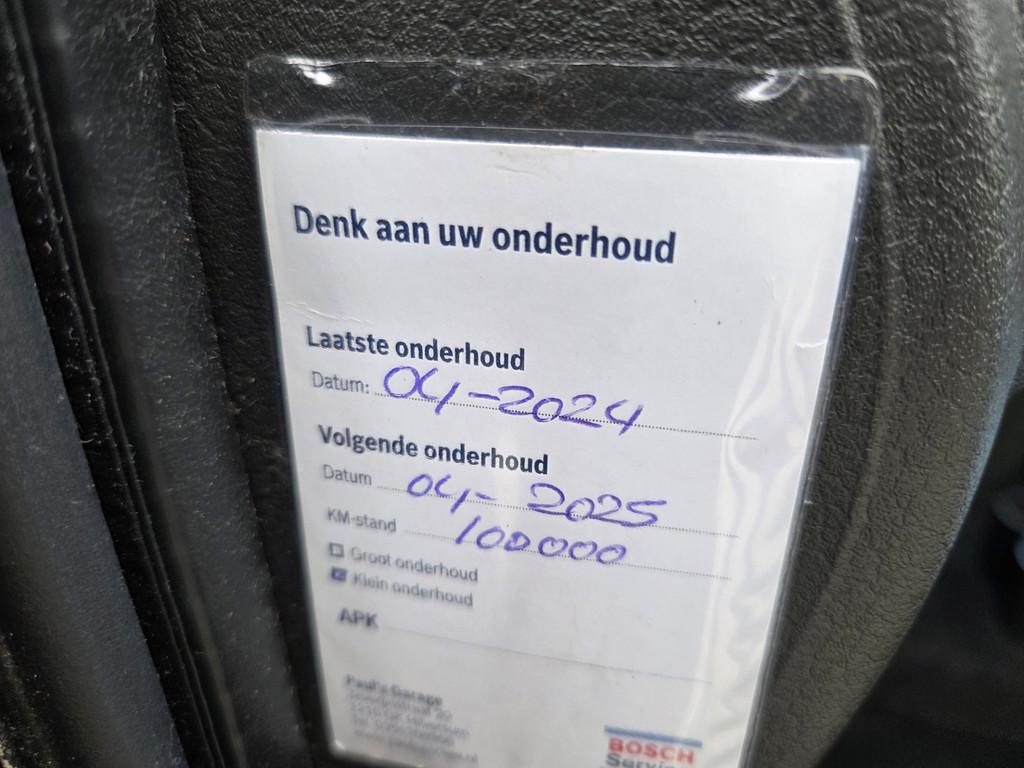 Denk aan uw onderhoud
Laatste onderhoud
Datum: 04-2024
Volgende onderhoud
Datum 04-2025
KM-stand 100000
Groot onderhoud
Klein onderhoud
APK
Paul's Garage
BOSCH
Service